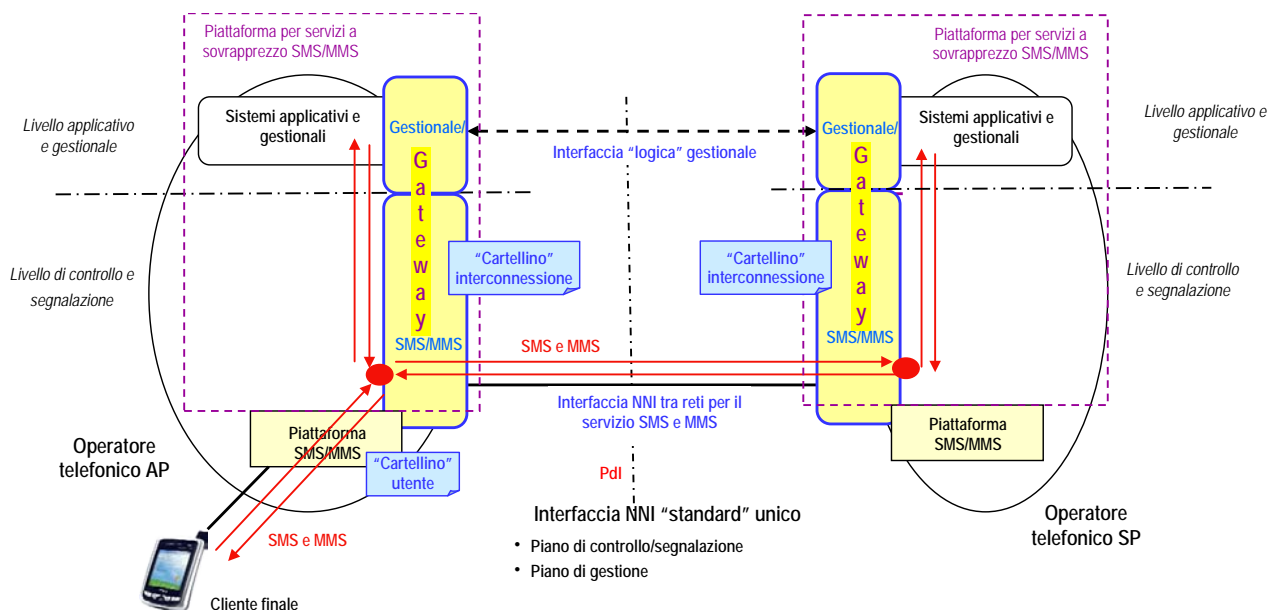 Piattaforma per servizi a
sovrapprezzo SMS/MMS
Piattaforma per servizi a
sovrapprezzo SMS/MMS
Livello applicativo
e gestionale
Sistemi applicativi e
gestionali
Gestionale/
Interfaccia “logica” gestionale
Gestionale/
Sistemi applicativi e
gestionali
Livello applicativo e
gestionale
G
a
t
e
w
a
y
G
a
t
e
w
a
y
Livello di controllo e
segnalazione
“Cartellino”
interconnessione
“Cartellino”
interconnessione
Livello di controllo
e segnalazione
SMS/MMS
SMS e MMS
SMS/MMS
Interfaccia NNI tra reti per il
servizio SMS e MMS
Operatore
telefonico AP
Piattaforma
SMS/MMS
“Cartellino”
utente
PdI
Piattaforma
SMS/MMS
Operatore
telefonico SP
Interfaccia NNI “standard” unico
• Piano di controllo/segnalazione
• Piano di gestione
SMS e MMS
Cliente finale